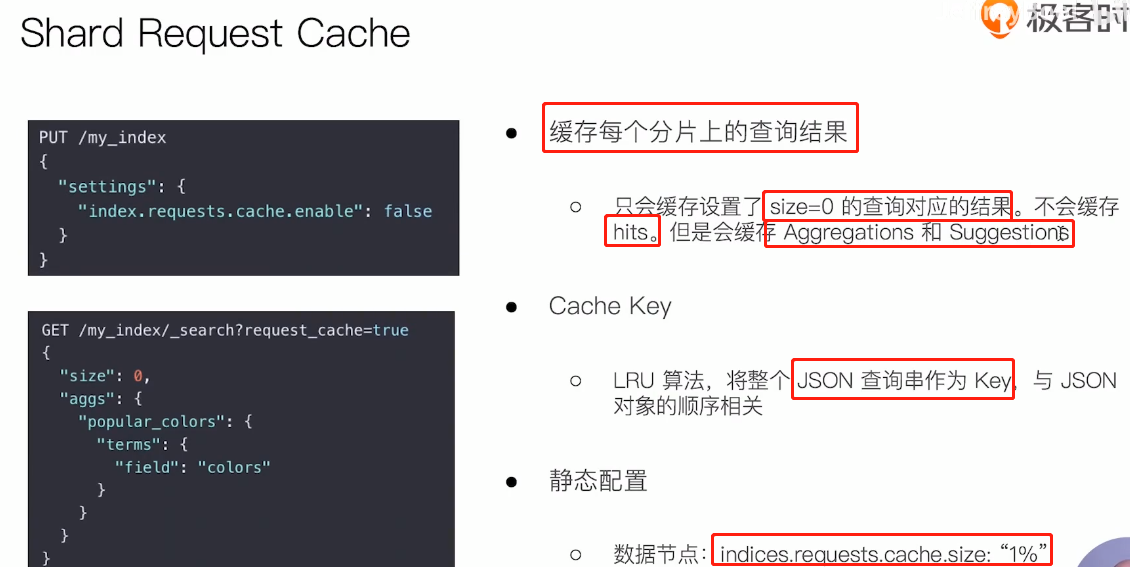 Shard Request Cache
极客时
PUT /my_index
{
"settings": {
"index.requests.cache.enable": false
}
}
GET /my_index/_search?request_cache=true
{
"size": 0,
"aggs": {
"popular_colors": {
"terms": {
"field": "colors"
}
}
}
}
● 缓存每个分片上的查询结果
○ 只会缓存设置了 size=0 的查询对应的结果。不会缓存
hits。但是会缓存 Aggregations 和 Suggestions
● Cache Key
○ LRU 算法，将整个 JSON 查询串作为 Key，与 JSON
对象的顺序相关
● 静态配置
○ 数据节点：indices.requests.cache.size: “1%”